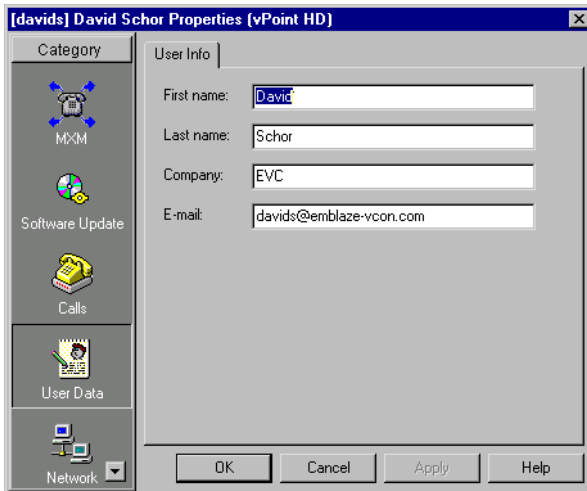 [davids] David Schor Properties (vPoint HD)
Category
MXM
Software Update
Calls
User Data
Network
User Info
First name: David
Last name: Schor
Company: EVC
E-mail: davids@emblaze-vcon.com
OK Cancel Apply Help